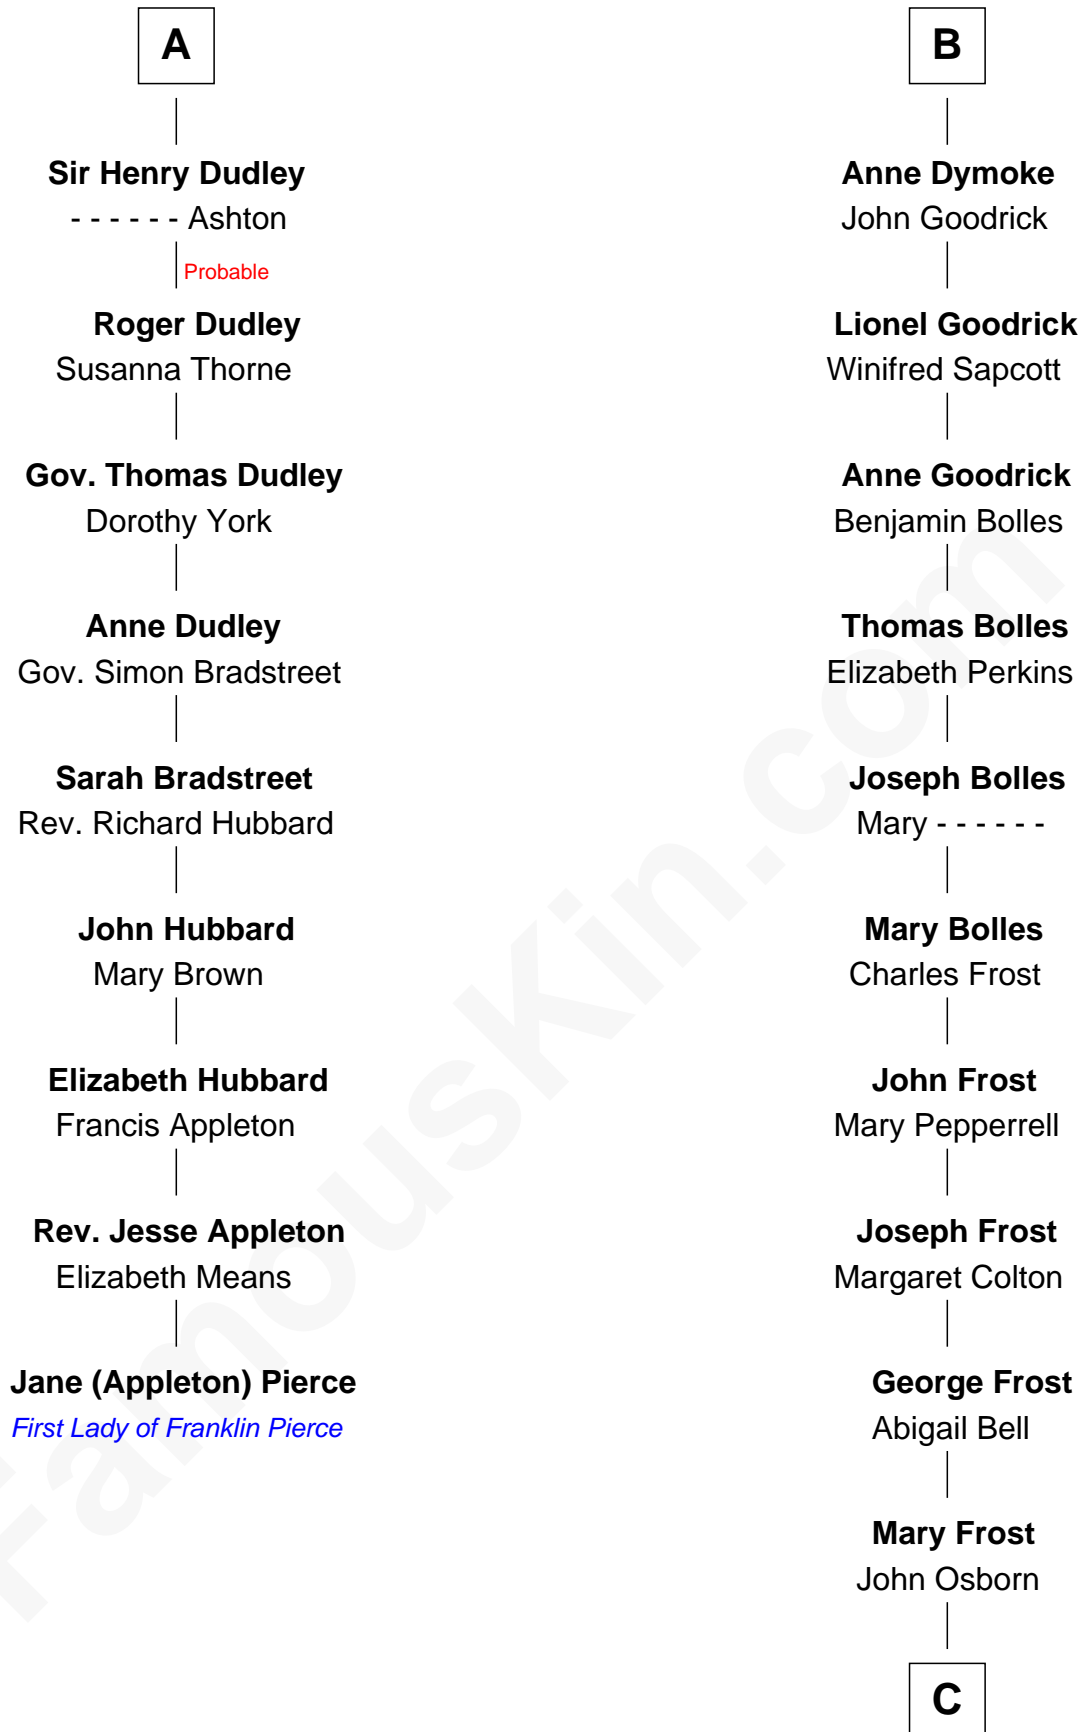 A
Sir Henry Dudley
- - - - - - Ashton
Probable
Roger Dudley
Susanna Thorne
Gov. Thomas Dudley
Dorothy York
Anne Dudley
Gov. Simon Bradstreet
Sarah Bradstreet
Rev. Richard Hubbard
John Hubbard
Mary Brown
Elizabeth Hubbard
Francis Appleton
Rev. Jesse Appleton
Elizabeth Means
Jane (Appleton) Pierce
First Lady of Franklin Pierce
B
Anne Dymoke
John Goodrick
Lionel Goodrick
Winifred Sapcott
Anne Goodrick
Benjamin Bolles
Thomas Bolles
Elizabeth Perkins
Joseph Bolles
Mary - - - - - -
Mary Bolles
Charles Frost
John Frost
Mary Pepperrell
Joseph Frost
Margaret Colton
George Frost
Abigail Bell
Mary Frost
John Osborn
C
FamousKin.com